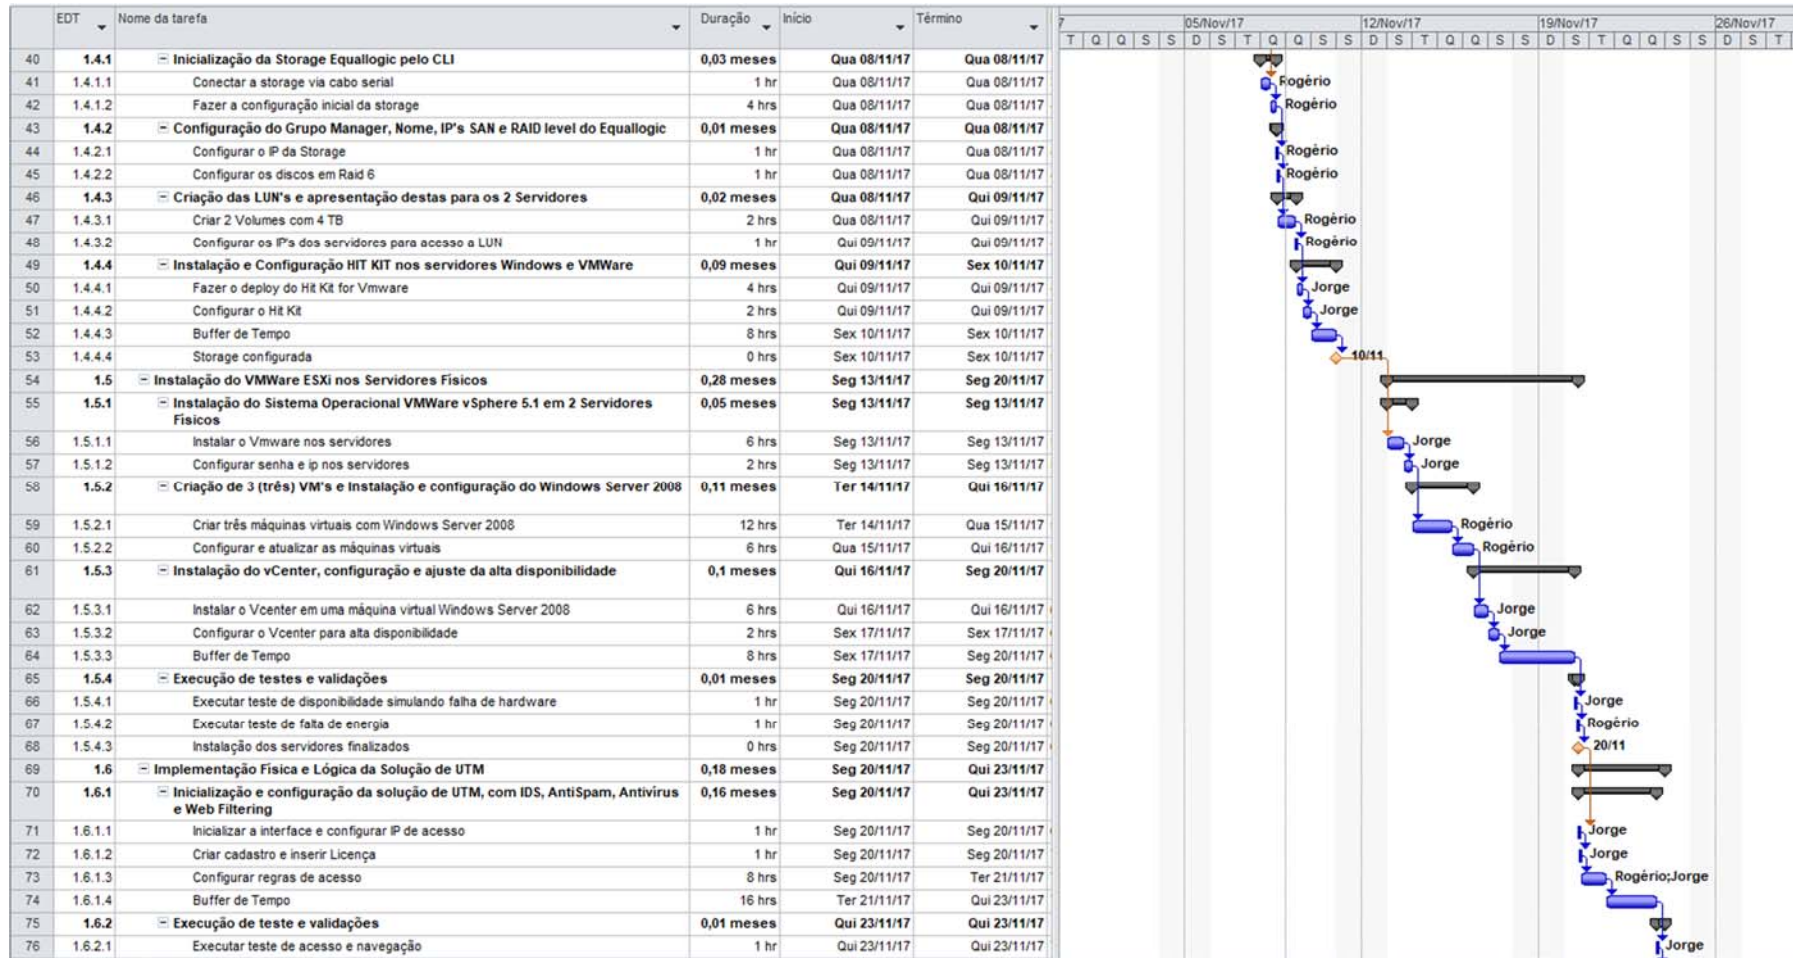 EDT Nome da tarefa Duração Início Término 7 05/Nov/17 12/Nov/17 19/Nov/17 26/Nov/17
T Q Q S S D S T Q Q S S D S T Q Q S S D S T Q Q S S D S T
40 1.4.1 Inicialização da Storage Equallogic pelo CLI 0,03 meses Qua 08/11/17 Qua 08/11/17
41 1.4.1.1 Conectar a storage via cabo serial 1 hr Qua 08/11/17 Qua 08/11/17 Rogério
42 1.4.1.2 Fazer a configuração inicial da storage 4 hrs Qua 08/11/17 Qua 08/11/17 Rogério
43 1.4.2 Configuração do Grupo Manager, Nome, IP's SAN e RAID level do Equallogic 0,01 meses Qua 08/11/17 Qua 08/11/17
44 1.4.2.1 Configurar o IP da Storage 1 hr Qua 08/11/17 Qua 08/11/17 Rogério
45 1.4.2.2 Configurar os discos em Raid 6 1 hr Qua 08/11/17 Qua 08/11/17 Rogério
46 1.4.3 Criação das LUN's e apresentação destas para os 2 Servidores 0,02 meses Qua 08/11/17 Qui 09/11/17
47 1.4.3.1 Criar 2 Volumes com 4 TB 2 hrs Qua 08/11/17 Qui 09/11/17 Rogério
48 1.4.3.2 Configurar os IP's dos servidores para acesso a LUN 1 hr Qui 09/11/17 Qui 09/11/17 Rogério
49 1.4.4 Instalação e Configuração HIT KIT nos servidores Windows e VMWare 0,09 meses Qui 09/11/17 Sex 10/11/17
50 1.4.4.1 Fazer o deploy do Hit Kit for Vmware 4 hrs Qui 09/11/17 Qui 09/11/17 Jorge
51 1.4.4.2 Configurar o Hit Kit 2 hrs Qui 09/11/17 Qui 09/11/17 Jorge
52 1.4.4.3 Buffer de Tempo 8 hrs Sex 10/11/17 Sex 10/11/17
53 1.4.4.4 Storage configurada 0 hrs Sex 10/11/17 Sex 10/11/17 10/11
54 1.5 Instalação do VMWare ESXi nos Servidores Físicos 0,28 meses Seg 13/11/17 Seg 20/11/17
55 1.5.1 Instalação do Sistema Operacional VMWare vSphere 5.1 em 2 Servidores 0,05 meses Seg 13/11/17 Seg 13/11/17
Físicos
56 1.5.1.1 Instalar o Vmware nos servidores 6 hrs Seg 13/11/17 Seg 13/11/17 Jorge
57 1.5.1.2 Configurar senha e ip nos servidores 2 hrs Seg 13/11/17 Seg 13/11/17 Jorge
58 1.5.2 Criação de 3 (três) VM's e Instalação e configuração do Windows Server 2008 0,11 meses Ter 14/11/17 Qui 16/11/17
59 1.5.2.1 Criar três máquinas virtuais com Windows Server 2008 12 hrs Ter 14/11/17 Qua 15/11/17 Rogério
60 1.5.2.2 Configurar e atualizar as máquinas virtuais 6 hrs Qua 15/11/17 Qui 16/11/17 Rogério
61 1.5.3 Instalação do vCenter, configuração e ajuste da alta disponibilidade 0,1 meses Qui 16/11/17 Seg 20/11/17
62 1.5.3.1 Instalar o Vcenter em uma máquina virtual Windows Server 2008 6 hrs Qui 16/11/17 Qui 16/11/17 Jorge
63 1.5.3.2 Configurar o Vcenter para alta disponibilidade 2 hrs Sex 17/11/17 Sex 17/11/17 Jorge
64 1.5.3.3 Buffer de Tempo 8 hrs Sex 17/11/17 Seg 20/11/17
65 1.5.4 Execução de testes e validações 0,01 meses Seg 20/11/17 Seg 20/11/17
66 1.5.4.1 Executar teste de disponibilidade simulando falha de hardware 1 hr Seg 20/11/17 Seg 20/11/17 Jorge
67 1.5.4.2 Executar teste de falta de energia 1 hr Seg 20/11/17 Seg 20/11/17 Rogério
68 1.5.4.3 Instalação dos servidores finalizados 0 hrs Seg 20/11/17 Seg 20/11/17 20/11
69 1.6 Implementação Física e Lógica da Solução de UTM 0,18 meses Seg 20/11/17 Qui 23/11/17
70 1.6.1 Inicialização e configuração da solução de UTM, com IDS, AntiSpam, Antivírus 0,16 meses Seg 20/11/17 Qui 23/11/17
e Web Filtering
71 1.6.1.1 Inicializar a interface e configurar IP de acesso 1 hr Seg 20/11/17 Seg 20/11/17 Jorge
72 1.6.1.2 Criar cadastro e inserir Licença 1 hr Seg 20/11/17 Seg 20/11/17 Jorge
73 1.6.1.3 Configurar regras de acesso 8 hrs Seg 20/11/17 Ter 21/11/17 Rogério;Jorge
74 1.6.1.4 Buffer de Tempo 16 hrs Ter 21/11/17 Qui 23/11/17
75 1.6.2 Execução de teste e validações 0,01 meses Qui 23/11/17 Qui 23/11/17
76 1.6.2.1 Executar teste de acesso e navegação 1 hr Qui 23/11/17 Qui 23/11/17 Jorge